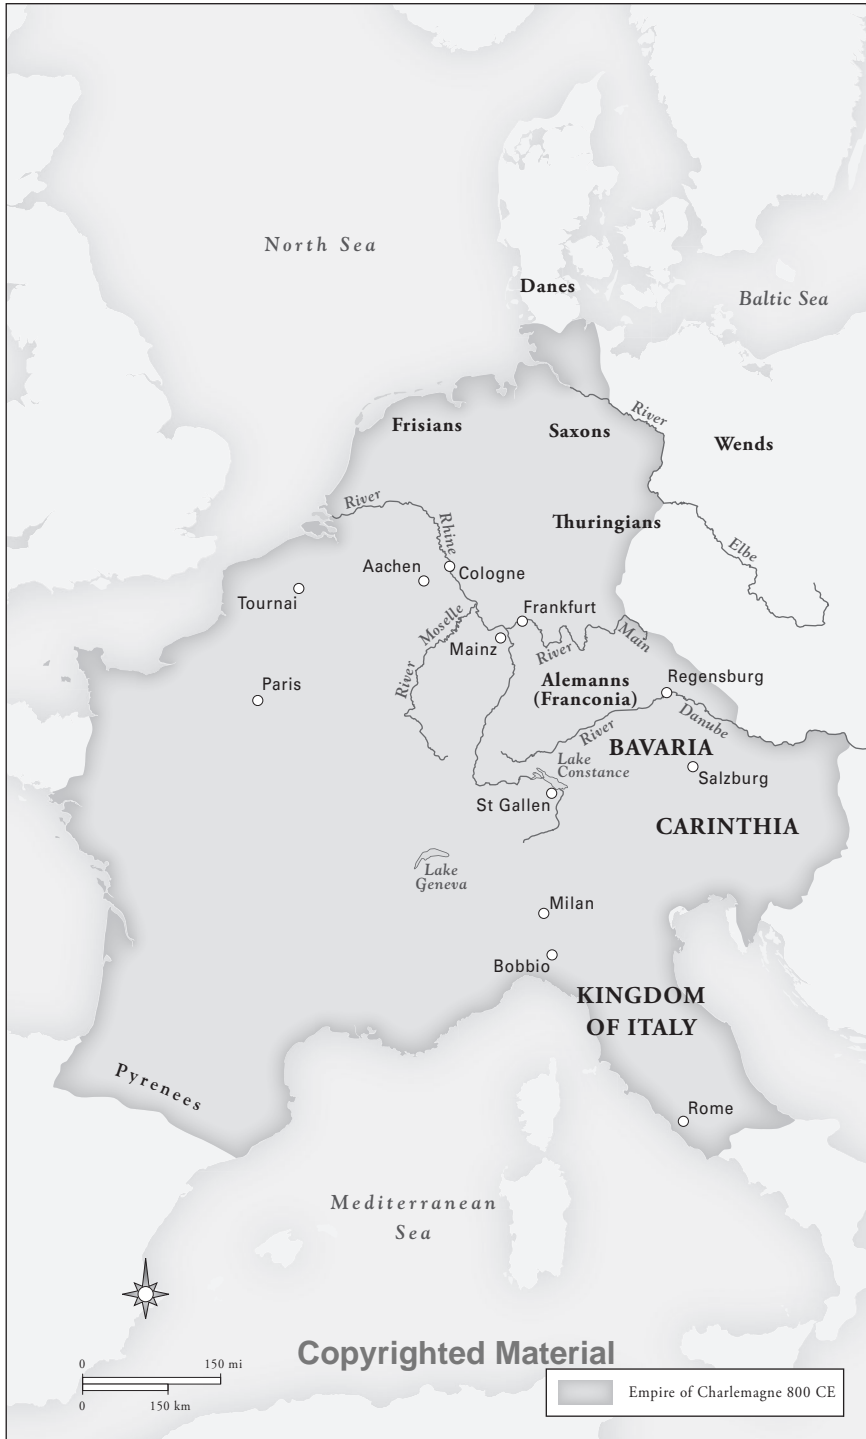 North Sea
Danes
Baltic Sea
River
Frisians
Saxons
Wends
River
Rhine
Thuringians
Elbe
Aachen
Cologne
Tournai
Moselle
Frankfurt
Main
Mainz
River
River
Alemanns
(Franconia)
Regensburg
Paris
Danube
River
BAVARIA
Lake
Constance
Salzburg
St Gallen
CARINTHIA
Lake
Geneva
Milan
Bobbio
KINGDOM
OF ITALY
Pyrenees
Rome
Mediterranean
Sea
Copyrighted Material
0 150 mi
0 150 km
Empire of Charlemagne 800 CE